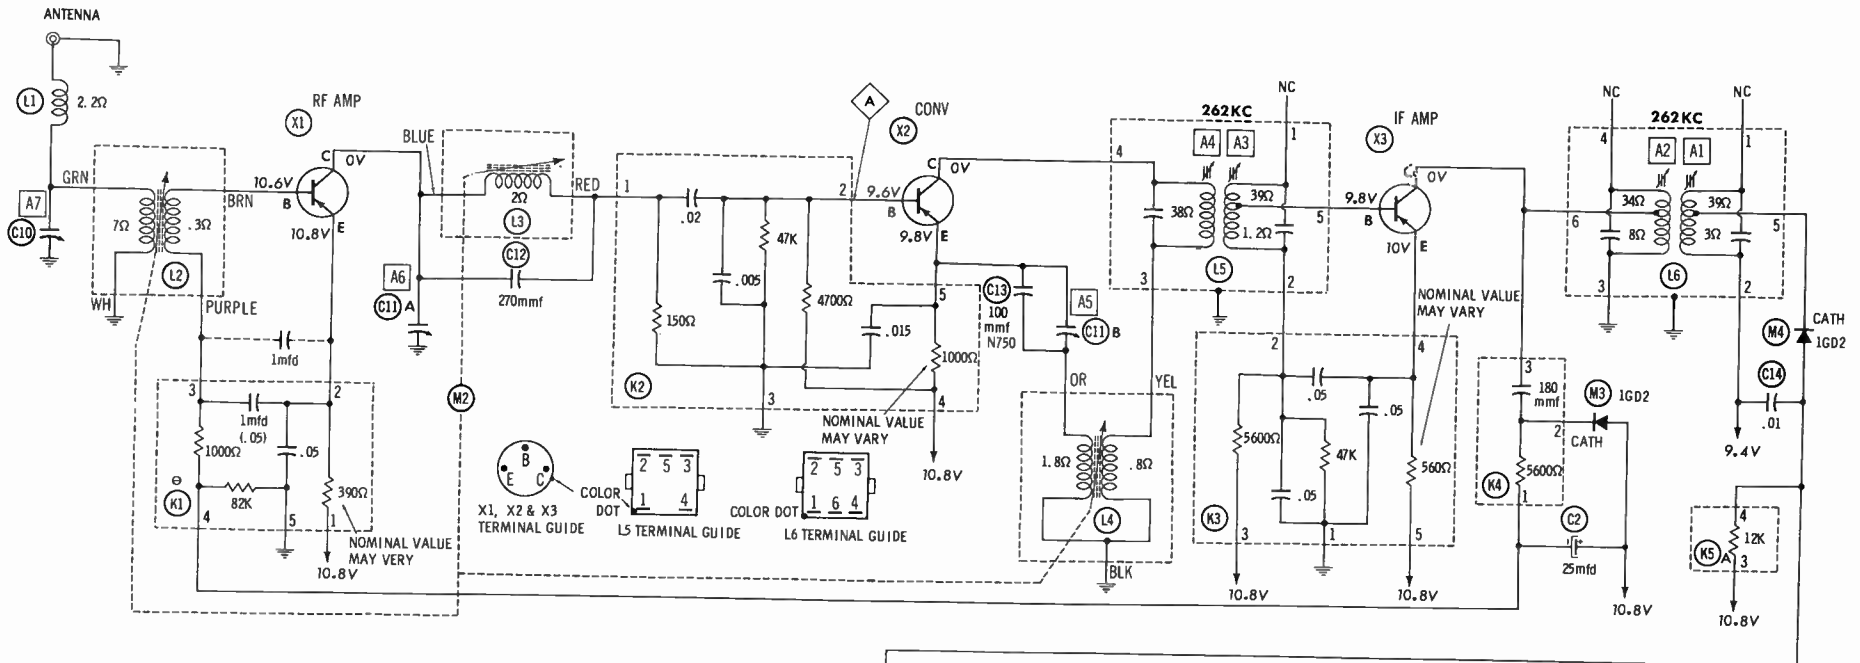 ANTENNA
L1
2.2Ω
RF AMP
X1
BLUE
A
X2
CONV
262KC
NC
A4
A3
1
4
IF AMP
X3
NC
NC
262KC
4
A2
A1
1
GRN
A7
C10
10.6V
BRN
B
C
0V
E
10.8V
7Ω
.3Ω
L2
WH
PURPLE
2Ω
L3
RED
C12
270mmf
A6
C11 A
1
.02
2
9.6V
B
C
0V
9.8V
E
47K
.005
4700Ω
150Ω
.015
5
1000Ω
K2
3
4
NOMINAL VALUE
MAY VARY
10.8V
C13
100
mmf
N750
A5
C11 B
38Ω
39Ω
1.2Ω
5
L5
3
2
9.8V
B
C
0V
10V
E
NOMINAL VALUE
MAY VARY
6
34Ω
8Ω
39Ω
3Ω
5
L6
3
2
M4
CATH
1GD2
C14
.01
9.4V
1mfd
3
2
1mfd
(.05)
1000Ω
.05
⊖
K1
82K
390Ω
4
5
1
NOMINAL VALUE
MAY VERY
10.8V
M2
B
E
C
X1, X2 & X3
TERMINAL GUIDE
COLOR
DOT
2 5 3
1 4
L5 TERMINAL GUIDE
COLOR DOT
2 5 3
1 6 4
L6 TERMINAL GUIDE
OR
YEL
1.8Ω
.8Ω
L4
BLK
2
4
5600Ω
.05
.05
47K
.05
560Ω
K3
3
1
5
10.8V
10.8V
3
180
mmf
M3
1GD2
2
CATH
5600Ω
K4
1
C2
25mfd
10.8V
4
12K
K5 A
3
10.8V